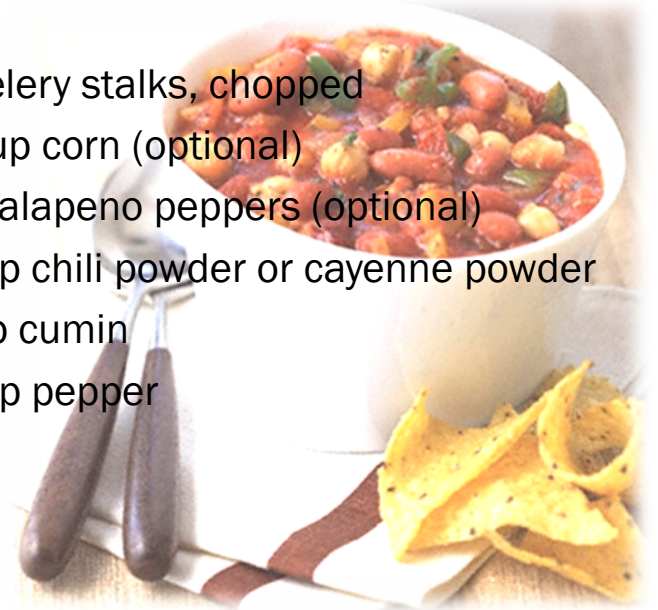 elery stalks, chopped
up corn (optional)
alapeno peppers (optional)
p chili powder or cayenne powder
cumin
p pepper